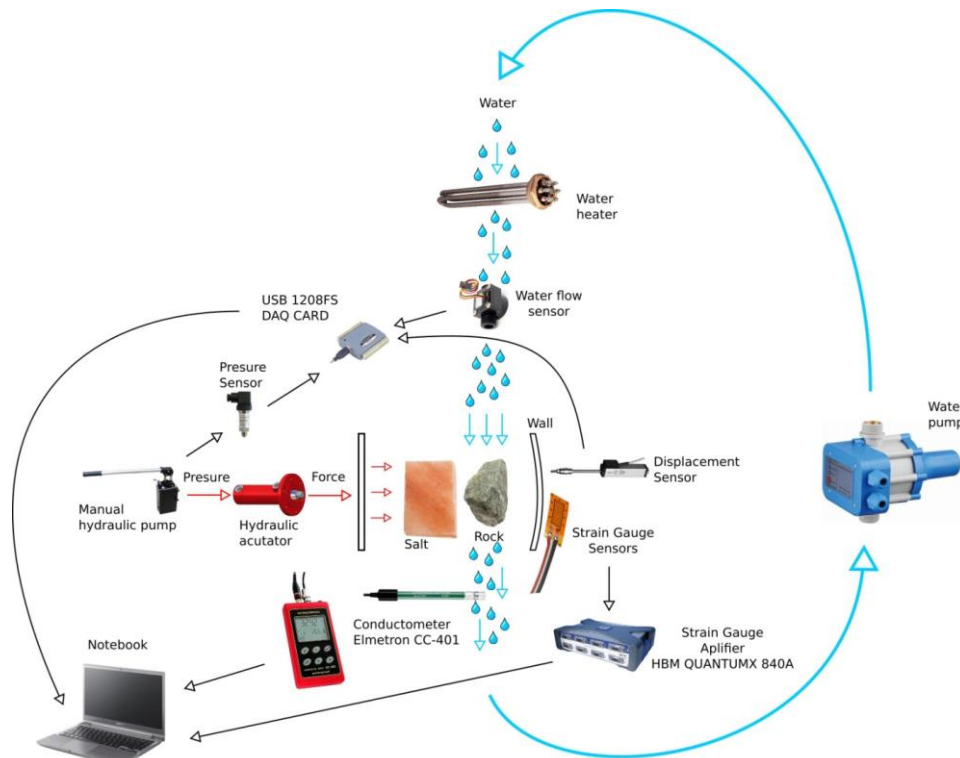 Water
Water
heater
USB 1208FS
DAQ CARD
Water flow
sensor
Presure
Sensor
Wall
Water
pump
Presure
Force
Displacement
Sensor
Manual
hydraulic pump
Hydraulic
acutator
Salt
Rock
Strain Gauge
Sensors
Conductometer
Elmetron CC-401
Strain Gauge
Aplifier
HBM QUANTUMX 840A
Notebook